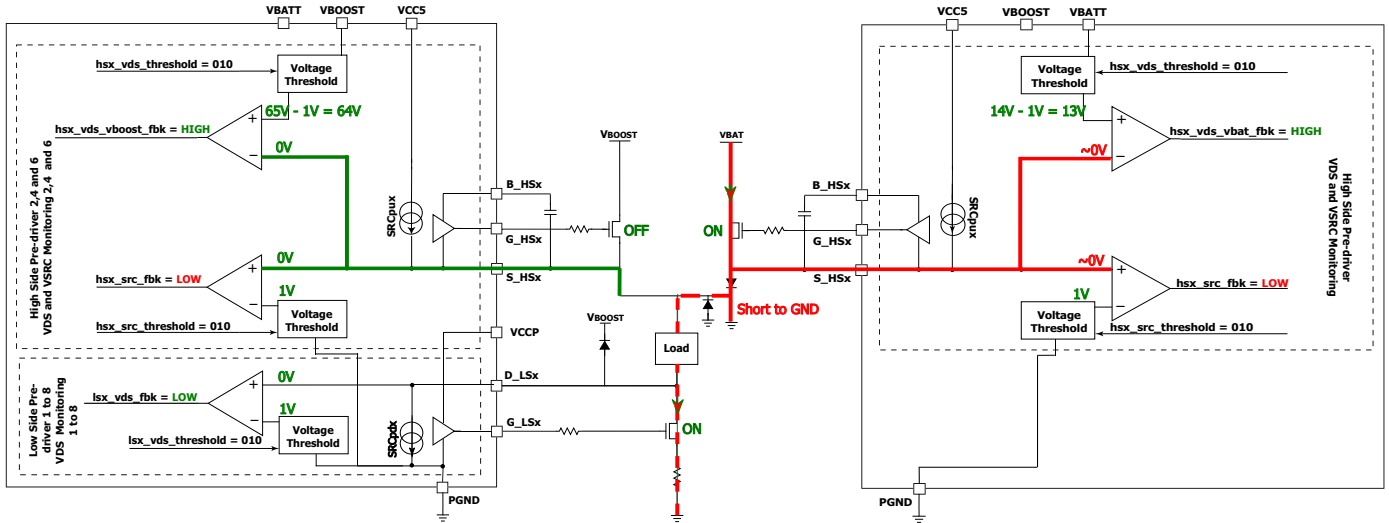 VBATT
VBOOST
VCC5
hsx_vds_threshold = 010
Voltage
Threshold
65V - 1V = 64V
hsx_vds_vboost_fbk = HIGH
+
−
0V
High Side Pre-driver 2,4 and 6
VDS and VSRC Monitoring 2,4 and 6
SRCpux
B_HSx
G_HSx
S_HSx
0V
+
−
hsx_src_fbk = LOW
1V
Voltage
Threshold
hsx_src_threshold = 010
VCCP
Low Side Pre-
driver 1 to 8
VDS Monitoring
1 to 8
0V
+
−
lsx_vds_fbk = LOW
1V
Voltage
Threshold
lsx_vds_threshold = 010
SRCpdx
D_LSx
G_LSx
PGND
VBOOST
OFF
VBAT
ON
Short to GND
VBOOST
Load
ON
VCC5
VBOOST
VBATT
Voltage
Threshold
hsx_vds_threshold = 010
14V - 1V = 13V
+
−
hsx_vds_vbat_fbk = HIGH
~0V
B_HSx
G_HSx
S_HSx
SRCpux
High Side Pre-driver
VDS and VSRC Monitoring
~0V
+
−
hsx_src_fbk = LOW
1V
Voltage
Threshold
hsx_src_threshold = 010
PGND